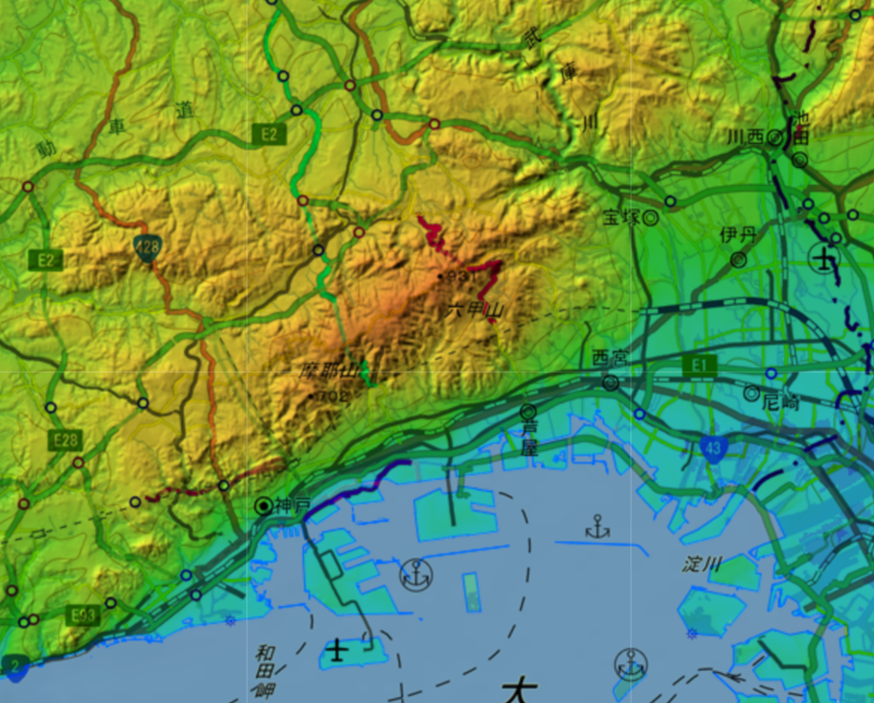 武
庫
川
動
車
道
E2
池
田
川西
宝塚
伊丹
E2
428
931
六甲山
摩耶山
702
西宮
E1
尼崎
芦
屋
43
E28
神戸
淀川
E93
和
田
岬
2
大